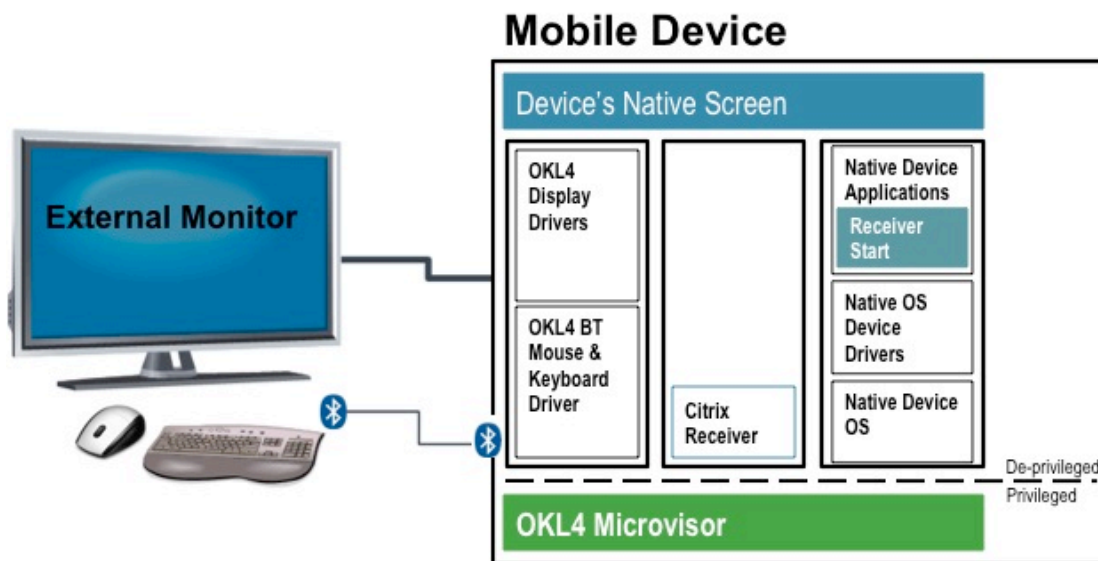 Mobile Device
Device's Native Screen
External Monitor
OKL4
Display
Drivers
OKL4 BT
Mouse &
Keyboard
Driver
Citrix
Receiver
Native Device
Applications
Receiver
Start
Native OS
Device
Drivers
Native Device
OS
De-privileged
Privileged
OKL4 Microvisor